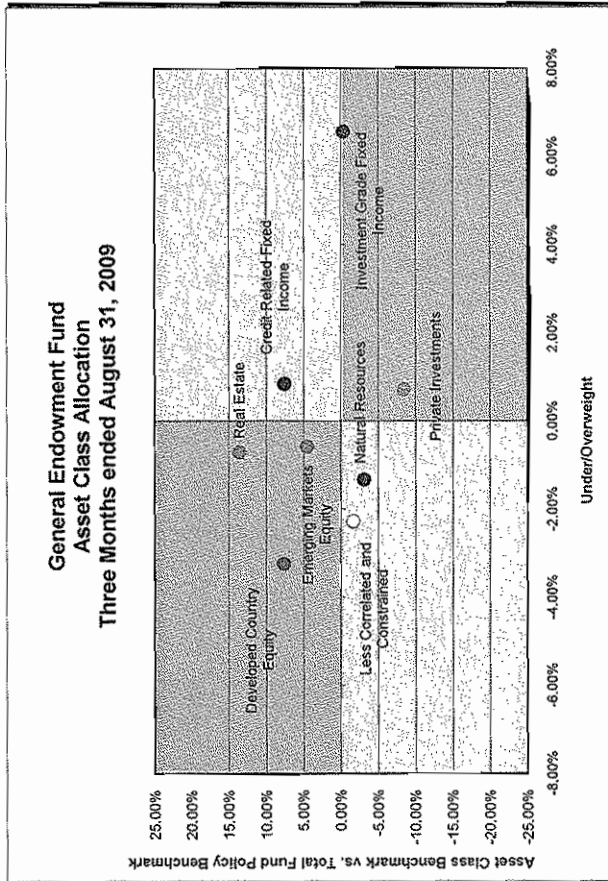 General Endowment Fund
Asset Class Allocation
Three Months ended August 31, 2009
Asset Class Benchmark vs. Total Fund Policy Benchmark
25.00%
20.00%
15.00%
10.00%
5.00%
0.00%
-5.00%
-10.00%
-15.00%
-20.00%
-25.00%
Developed Country
Equity
Real Estate
Emerging Markets
Equity
Credit-Related Fixed
Income
Less Correlated and
Constrained
Natural Resources
Investment Grade Fixed
Income
Private Investments
-8.00%
-6.00%
-4.00%
-2.00%
0.00%
2.00%
4.00%
6.00%
8.00%
Under/Overweight